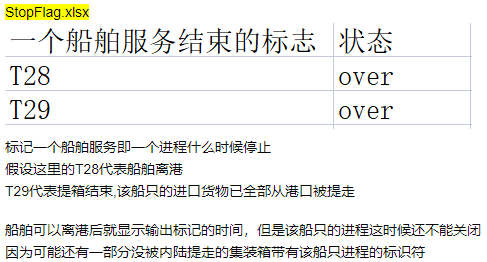 StopFlag.xlsx
一个船舶服务结束的标志 状态
T28 over
T29 over
标记一个船舶服务即一个进程什么时候停止
假设这里的T28代表船舶离港
T29代表提箱结束,该船只的进口货物已全部从港口被提走
船舶可以离港后就显示输出标记的时间，但是该船只的进程这时候还不能关闭
因为可能还有一部分没被内陆提走的集装箱带有该船只进程的标识符